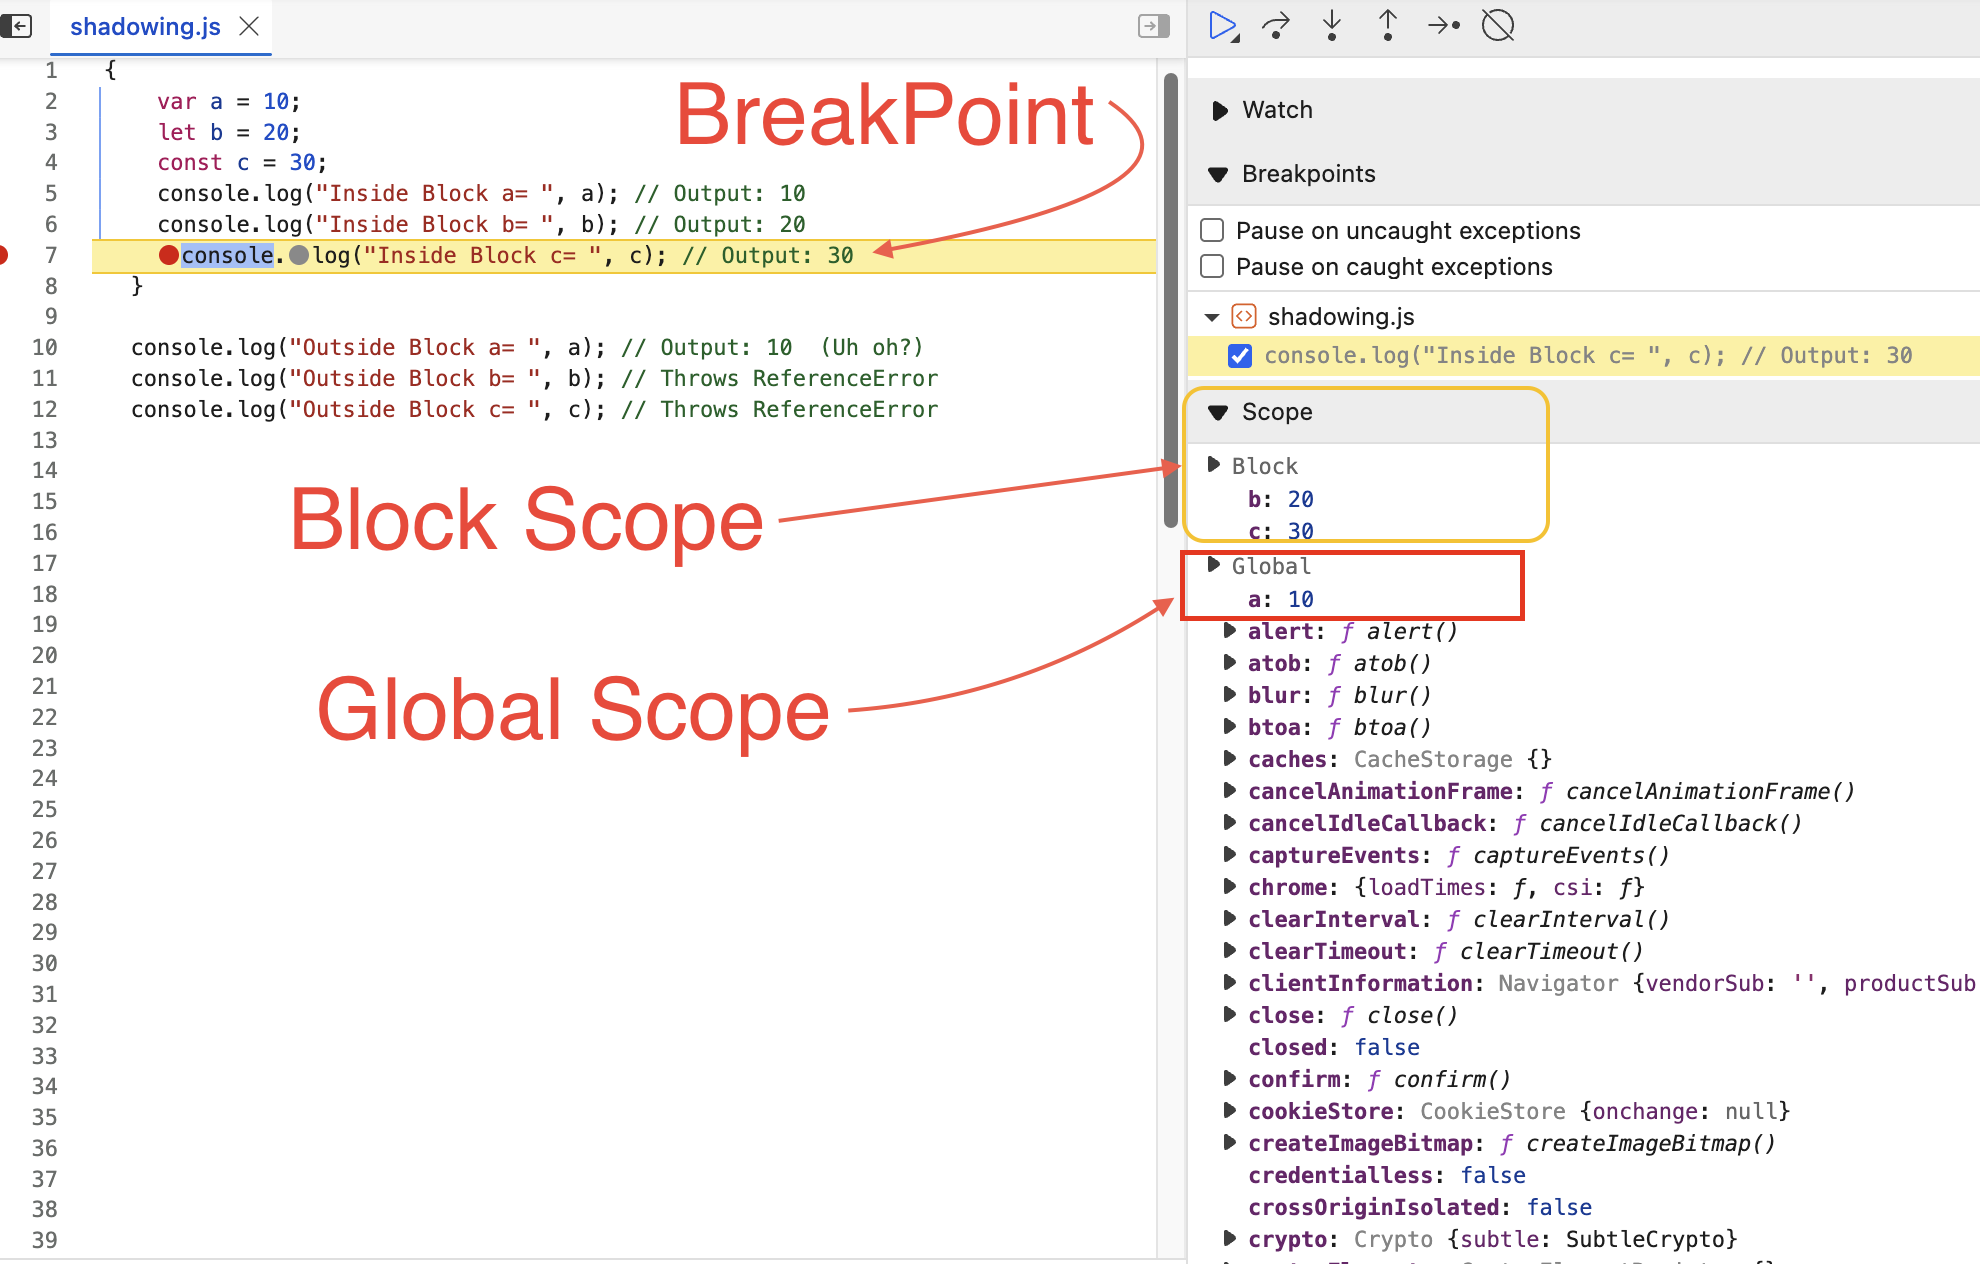 shadowing.js
1 {
2 var a = 10;
3 let b = 20;
4 const c = 30;
5 console.log("Inside Block a= ", a); // Output: 10
6 console.log("Inside Block b= ", b); // Output: 20
7 console.log("Inside Block c= ", c); // Output: 30
8 }
9
10 console.log("Outside Block a= ", a); // Output: 10  (Uh oh?)
11 console.log("Outside Block b= ", b); // Throws ReferenceError
12 console.log("Outside Block c= ", c); // Throws ReferenceError
13
14
15
16
17
18
19
20
21
22
23
24
25
26
27
28
29
30
31
32
33
34
35
36
37
38
39
BreakPoint
Block Scope
Global Scope
Watch
Breakpoints
Pause on uncaught exceptions
Pause on caught exceptions
shadowing.js
console.log("Inside Block c= ", c); // Output: 30
Scope
Block
b: 20
c: 30
Global
a: 10
alert: ƒ alert()
atob: ƒ atob()
blur: ƒ blur()
btoa: ƒ btoa()
caches: CacheStorage {}
cancelAnimationFrame: ƒ cancelAnimationFrame()
cancelIdleCallback: ƒ cancelIdleCallback()
captureEvents: ƒ captureEvents()
chrome: {loadTimes: ƒ, csi: ƒ}
clearInterval: ƒ clearInterval()
clearTimeout: ƒ clearTimeout()
clientInformation: Navigator {vendorSub: '', productSub
close: ƒ close()
closed: false
confirm: ƒ confirm()
cookieStore: CookieStore {onchange: null}
createImageBitmap: ƒ createImageBitmap()
credentialless: false
crossOriginIsolated: false
crypto: Crypto {subtle: SubtleCrypto}